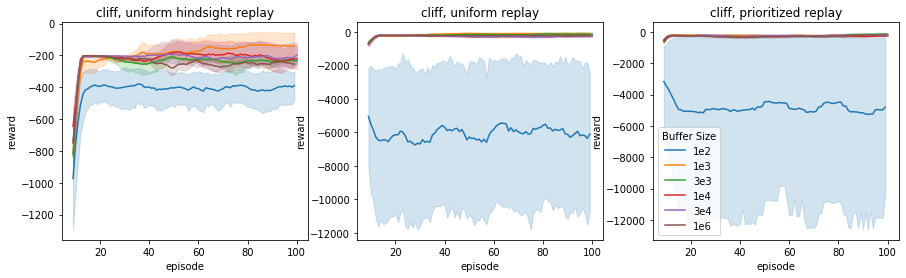 cliff, uniform hindsight replay
0
−200
−400
−600
−800
−1000
−1200
reward
20
40
60
80
100
episode
cliff, uniform replay
0
−2000
−4000
−6000
−8000
−10000
−12000
reward
20
40
60
80
100
episode
cliff, prioritized replay
0
−2000
−4000
−6000
−8000
−10000
−12000
reward
Buffer Size
1e2
1e3
3e3
1e4
3e4
1e6
20
40
60
80
100
episode